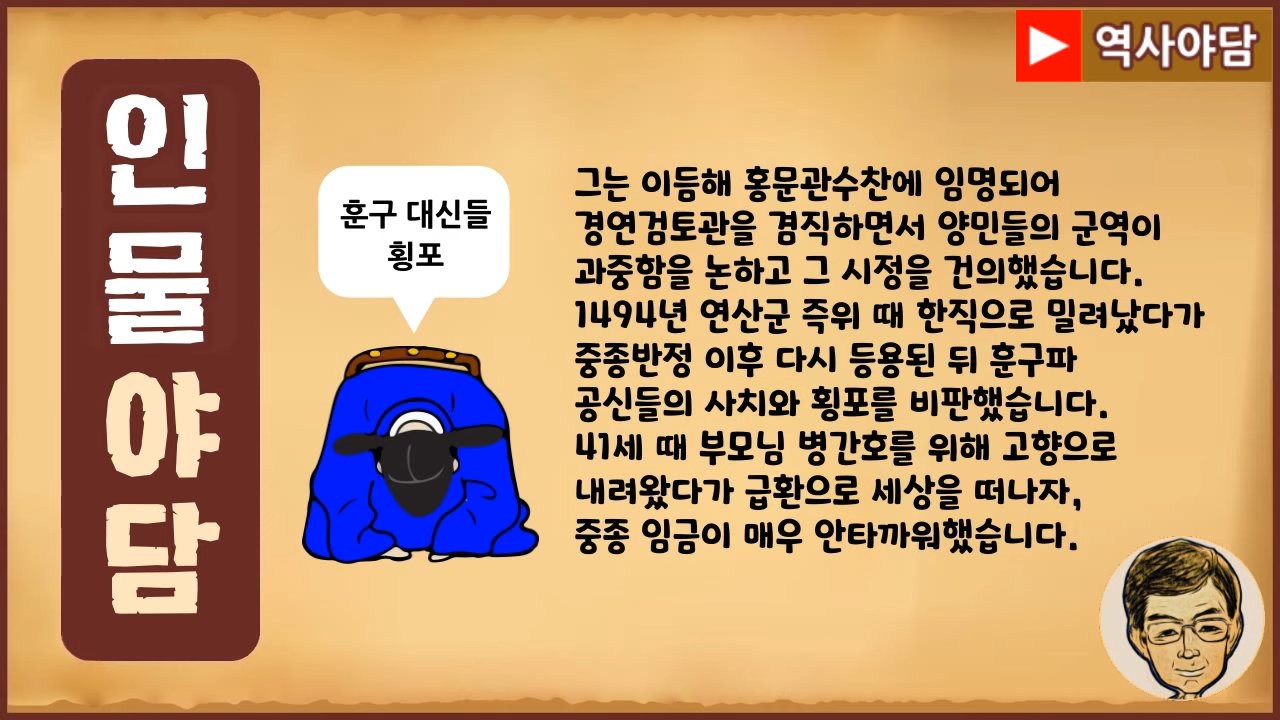 역사야담
인물야담
훈구 대신들
횡포
그는 이듬해 홍문관수찬에 임명되어
경연검토관을 겸직하면서 양민들의 군역이
과중함을 논하고 그 시정을 건의했습니다.
1494년 연산군 즉위 때 한직으로 밀려났다가
중종반정 이후 다시 등용된 뒤 훈구파
공신들의 사치와 횡포를 비판했습니다.
41세 때 부모님 병간호를 위해 고향으로
내려왔다가 급환으로 세상을 떠나자,
중종 임금이 매우 안타까워했습니다.